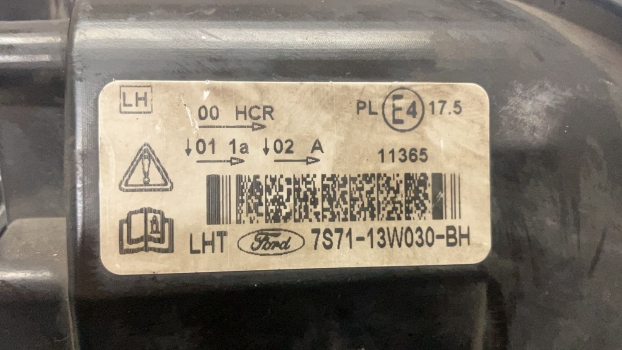 LH
00 HCR
PL E4 17.5
↓01 1a ↓02 A
11365
LHT Ford 7S71-13W030-BH